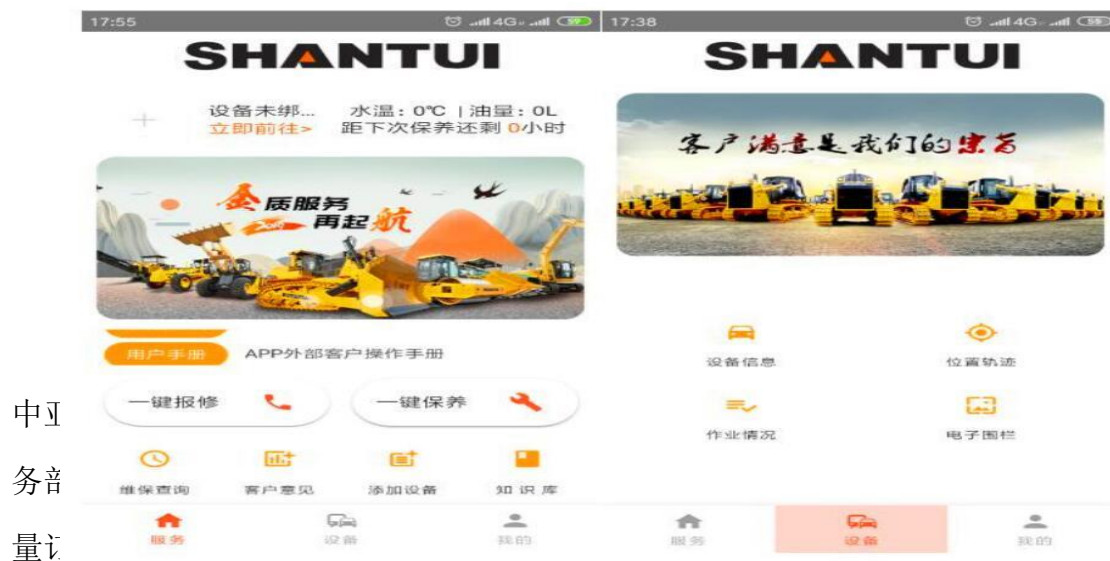 17:55
4G 59
SHANTUI
设备未绑... 水温：0℃ | 油量：0L
立即前往> 距下次保养还剩 0小时
金质服务
2019 再起航
用户手册 APP外部客户操作手册
一键报修 一键保养
维保查询 客户意见 添加设备 知识库
服务 设备 我的
17:38
4G 55
SHANTUI
客户满意是我们的宗旨
设备信息 位置轨迹
作业情况 电子围栏
服务 设备 我的
中
务
量